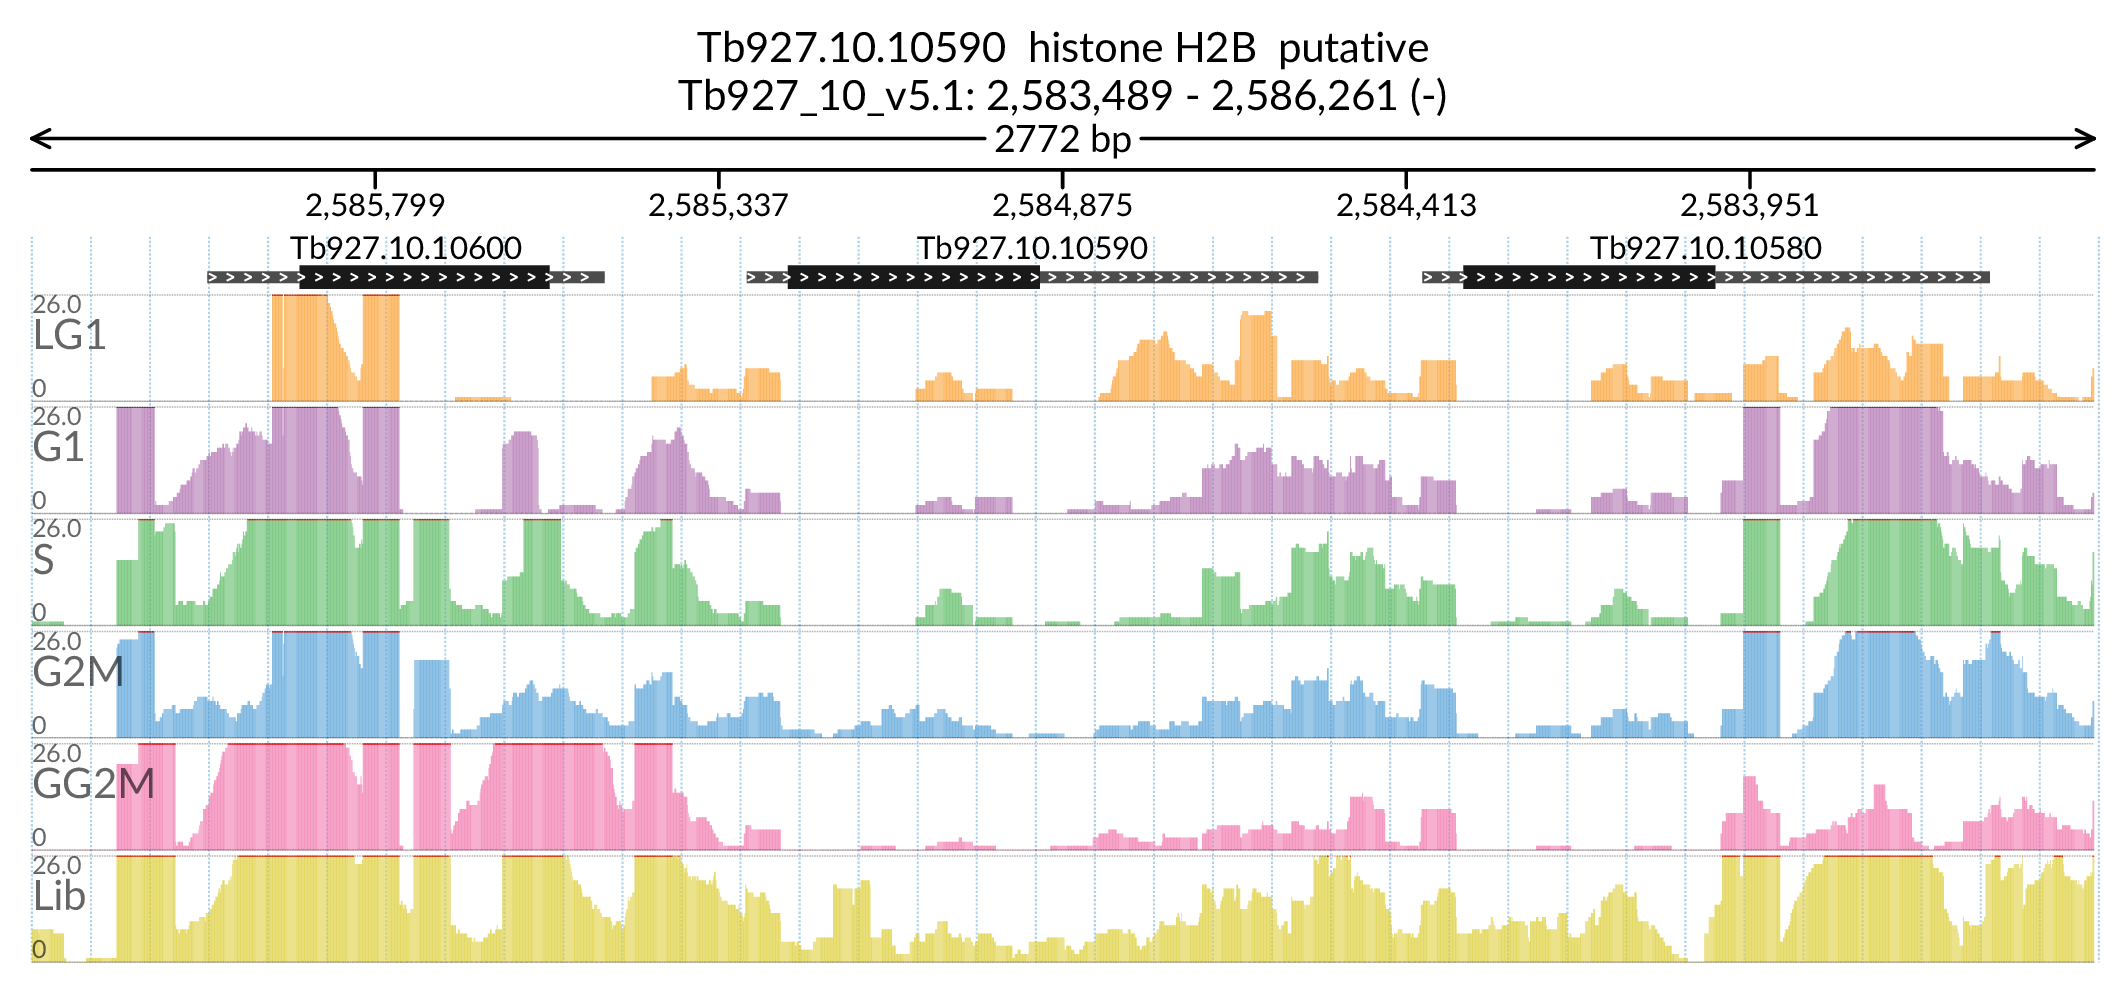 Tb927.10.10590  histone H2B  putative
Tb927_10_v5.1: 2,583,489 - 2,586,261 (-)
2772 bp
2,585,799 2,585,337 2,584,875 2,584,413 2,583,951
Tb927.10.10600 Tb927.10.10590 Tb927.10.10580
26.0
LG1
0
26.0
G1
0
26.0
S
0
26.0
G2M
0
26.0
GG2M
0
26.0
Lib
0